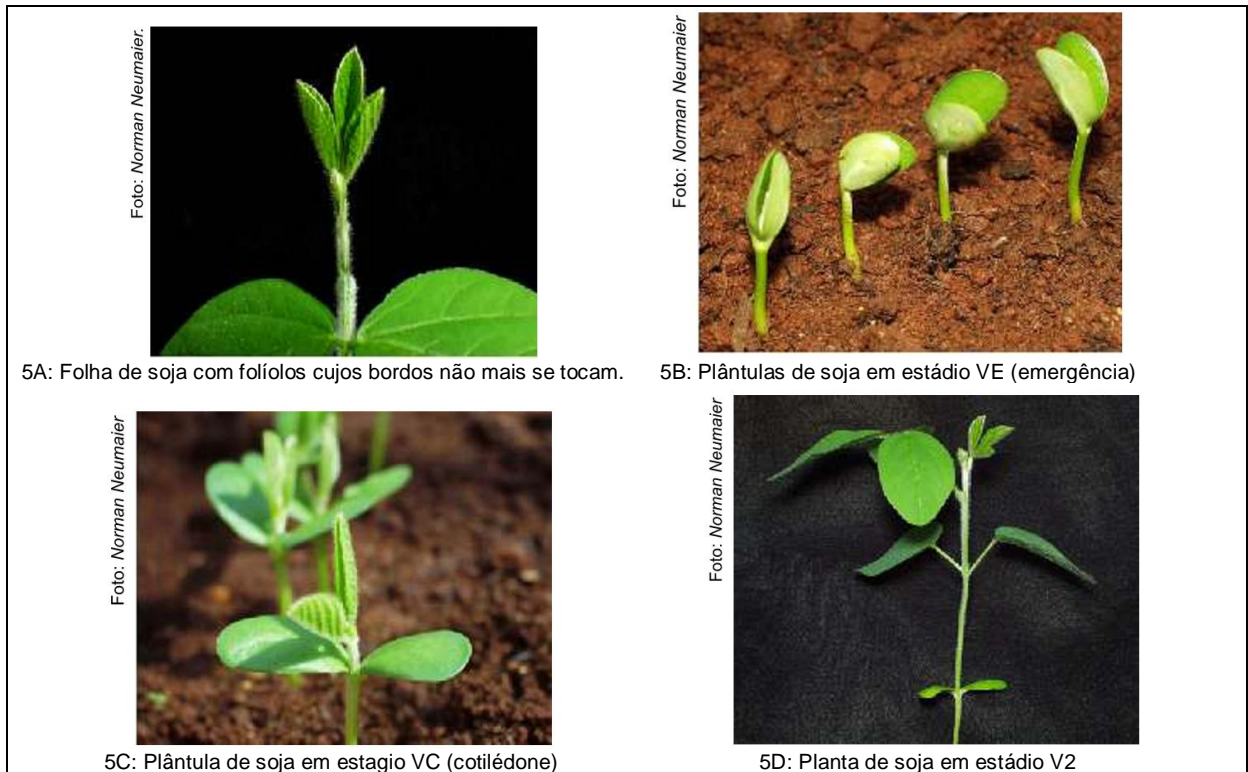 Foto: Norman Neumaier.
5A: Folha de soja com folíolos cujos bordos não mais se tocam.
Foto: Norman Neumaier
5B: Plântulas de soja em estádio VE (emergência)
Foto: Norman Neumaier
5C: Plântula de soja em estagio VC (cotilédone)
Foto: Norman Neumaier
5D: Planta de soja em estádio V2